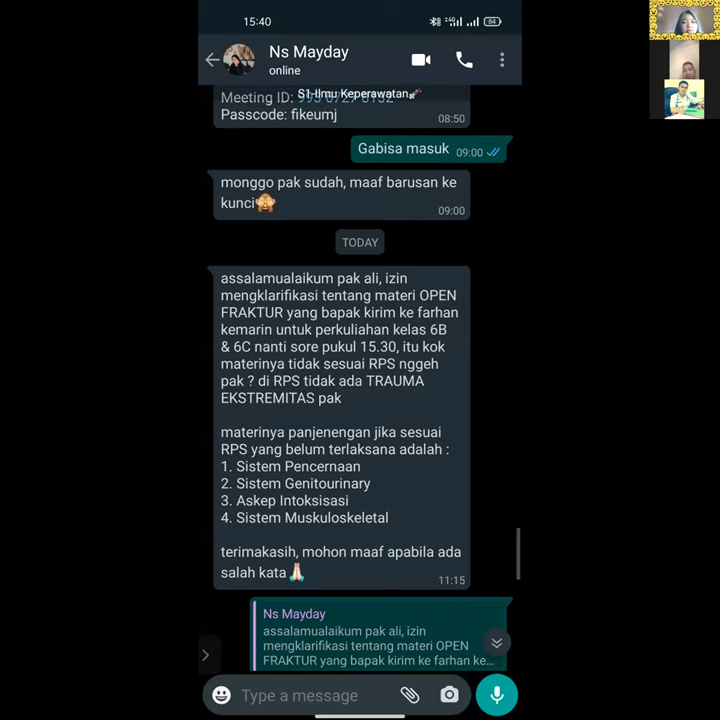 15:40
84
Ns Mayday
online
S1-Ilmu Keperawatan
Meeting ID: 993 0727 0132
Passcode: fikeumj
08:50
Gabisa masuk 09:00
monggo pak sudah, maaf barusan ke
kunci🙈
09:00
TODAY
assalamualaikum pak ali, izin
mengklarifikasi tentang materi OPEN
FRAKTUR yang bapak kirim ke farhan
kemarin untuk perkuliahan kelas 6B
& 6C nanti sore pukul 15.30, itu kok
materinya tidak sesuai RPS nggeh
pak ? di RPS tidak ada TRAUMA
EKSTREMITAS pak
materinya panjenengan jika sesuai
RPS yang belum terlaksana adalah :
1. Sistem Pencernaan
2. Sistem Genitourinary
3. Askep Intoksisasi
4. Sistem Muskuloskeletal
terimakasih, mohon maaf apabila ada
salah kata🙏🏻
11:15
Ns Mayday
assalamualaikum pak ali, izin
mengklarifikasi tentang materi OPEN
FRAKTUR yang bapak kirim ke farhan ke...
Type a message